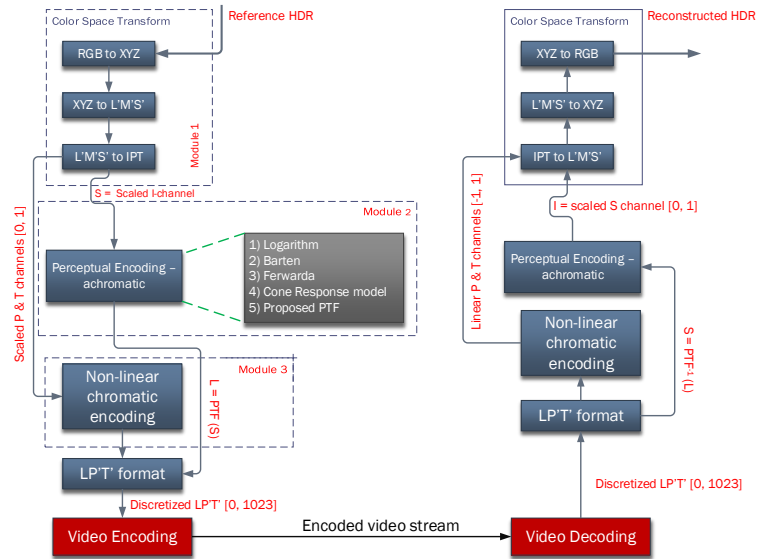 Reference HDR
Color Space Transform
RGB to XYZ
XYZ to L'M'S'
L'M'S' to IPT
Module 1
S = Scaled I-channel
Scaled P & T channels [0, 1]
Module 2
Perceptual Encoding –
achromatic
1) Logarithm
2) Barten
3) Ferwarda
4) Cone Response model
5) Proposed PTF
Module 3
Non-linear
chromatic
encoding
L = PTF (S)
LP'T' format
Discretized LP'T' [0, 1023]
Video Encoding
Encoded video stream
Reconstructed HDR
Color Space Transform
XYZ to RGB
L'M'S' to XYZ
IPT to L'M'S'
I = scaled S channel [0, 1]
Linear P & T channels [-1, 1]
Perceptual Encoding –
achromatic
Non-linear
chromatic
encoding
S = PTF⁻¹ (L)
LP'T' format
Discretized LP'T' [0, 1023]
Video Decoding